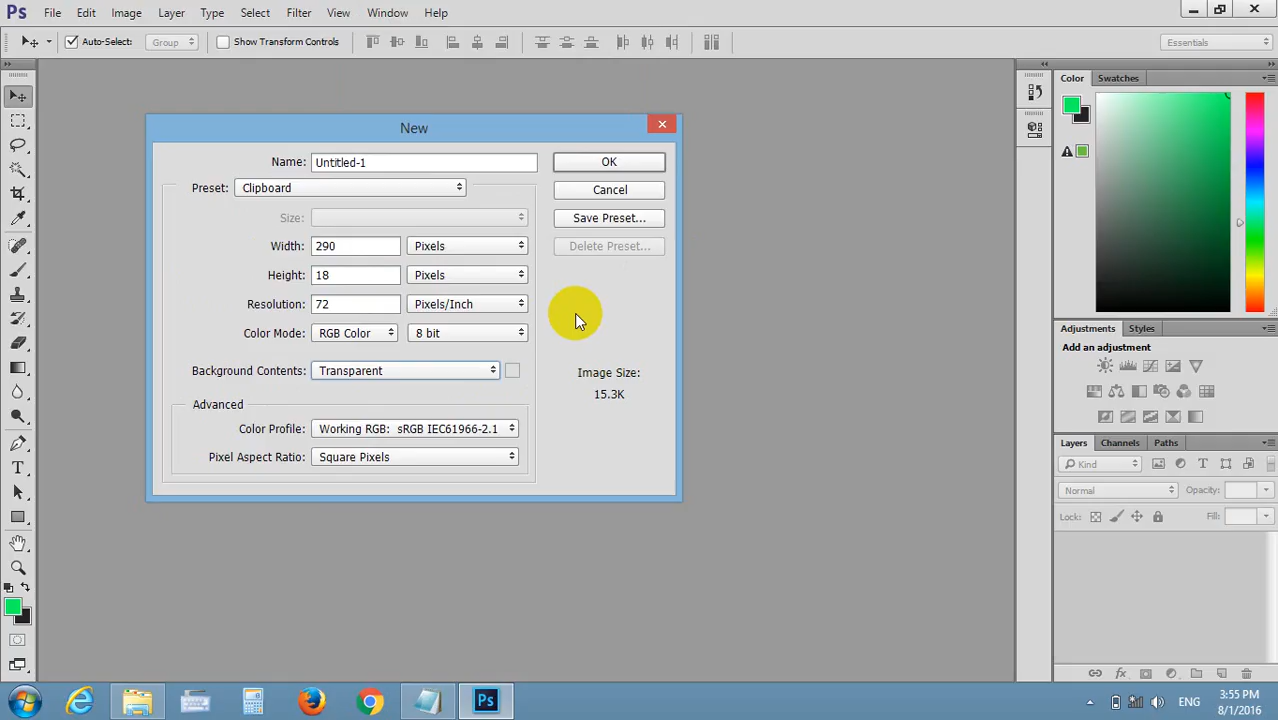 Ps File Edit Image Layer Type Select Filter View Window Help
Auto-Select: Group Show Transform Controls Essentials
New
Name: Untitled-1 OK
Preset: Clipboard Cancel
Size: Save Preset...
Width: 290 Pixels Delete Preset...
Height: 18 Pixels
Resolution: 72 Pixels/Inch
Color Mode: RGB Color 8 bit
Background Contents: Transparent
Image Size:
15.3K
Advanced
Color Profile: Working RGB: sRGB IEC61966-2.1
Pixel Aspect Ratio: Square Pixels
Color Swatches
Adjustments Styles
Add an adjustment
Layers Channels Paths
Kind
Normal Opacity:
Lock: Fill:
T
Ps
ENG
3:55 PM
8/1/2016